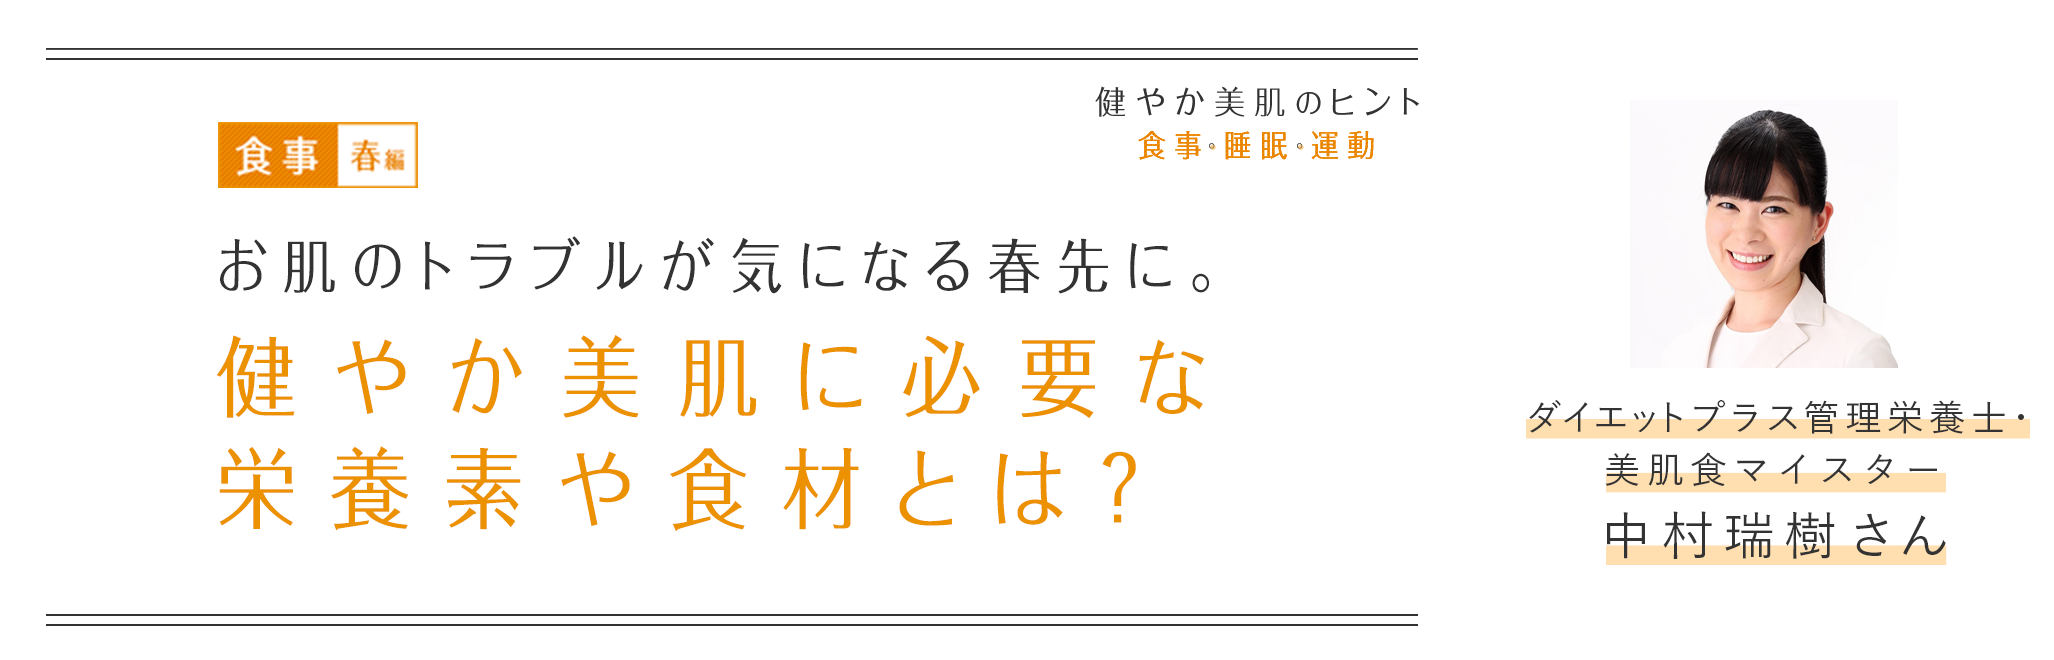 健やか美肌のヒント
食事・睡眠・運動
食事 春編
お肌のトラブルが気になる春先に。
健やか美肌に必要な
栄養素や食材とは？
ダイエットプラス管理栄養士・
美肌食マイスター
中村瑞樹さん